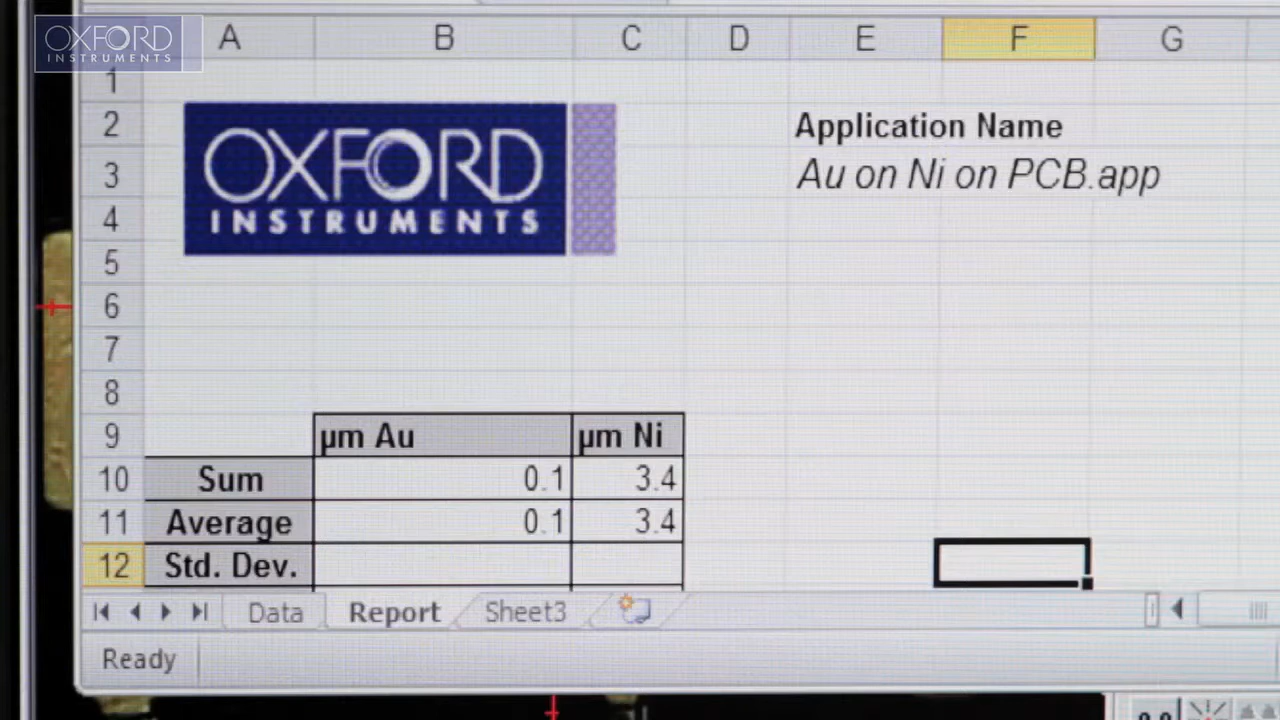 OXFORD
INSTRUMENTS
A B C D E F G
1
2
3
4
5
6
7
8
9
10
11
12
OXFORD
INSTRUMENTS
Application Name
Au on Ni on PCB.app
µm Au µm Ni
Sum 0.1 3.4
Average 0.1 3.4
Std. Dev.
Data Report Sheet3
Ready